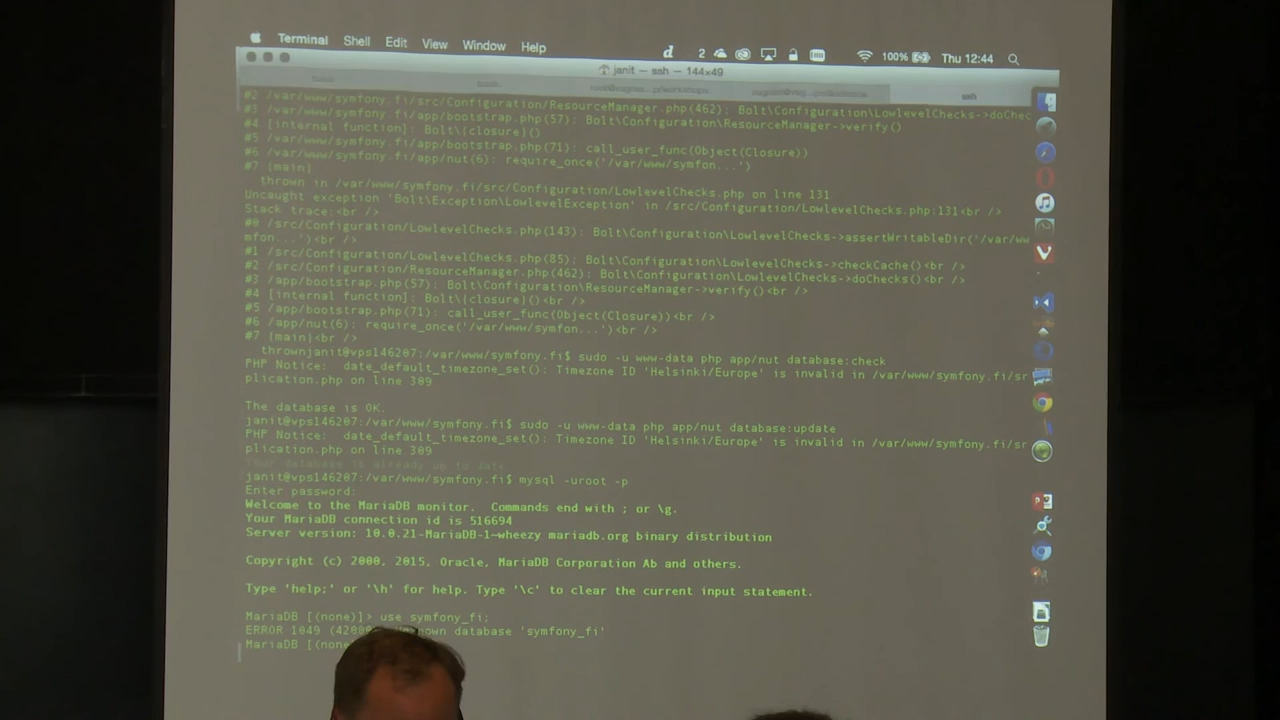 Terminal Shell Edit View Window Help d 2 100% Thu 12:44
janit — ssh — 144×49
ssh
#2 /var/www/symfony.fi/src/Configuration/ResourceManager.php(462): Bolt\Configuration\LowlevelChecks->doChec
#3 /var/www/symfony.fi/app/bootstrap.php(57): Bolt\Configuration\ResourceManager->verify()
#4 [internal function]: Bolt\{closure}()
#5 /var/www/symfony.fi/app/bootstrap.php(71): call_user_func(Object(Closure))
#6 /var/www/symfony.fi/app/nut(6): require_once('/var/www/symfon...')
#7 {main}
thrown in /var/www/symfony.fi/src/Configuration/LowlevelChecks.php on line 131
Uncaught exception 'Bolt\Exception\LowlevelException' in /src/Configuration/LowlevelChecks.php:131<br />
Stack trace:<br />
#0 /src/Configuration/LowlevelChecks.php(143): Bolt\Configuration\LowlevelChecks->assertWritableDir('/var/ww
mfon...')<br />
#1 /src/Configuration/LowlevelChecks.php(85): Bolt\Configuration\LowlevelChecks->checkCache()<br />
#2 /src/Configuration/ResourceManager.php(462): Bolt\Configuration\LowlevelChecks->doChecks()<br />
#3 /app/bootstrap.php(57): Bolt\Configuration\ResourceManager->verify()<br />
#4 [internal function]: Bolt\{closure}()<br />
#5 /app/bootstrap.php(71): call_user_func(Object(Closure))<br />
#6 /app/nut(6): require_once('/var/www/symfon...')<br />
#7 {main}<br />
thrownjanit@vps146207:/var/www/symfony.fi$ sudo -u www-data php app/nut database:check
PHP Notice: date_default_timezone_set(): Timezone ID 'Helsinki/Europe' is invalid in /var/www/symfony.fi/sr
plication.php on line 309
The database is OK.
janit@vps146207:/var/www/symfony.fi$ sudo -u www-data php app/nut database:update
PHP Notice: date_default_timezone_set(): Timezone ID 'Helsinki/Europe' is invalid in /var/www/symfony.fi/sr
plication.php on line 309
Your database is already up to date
janit@vps146207:/var/www/symfony.fi$ mysql -uroot -p
Enter password:
Welcome to the MariaDB monitor. Commands end with ; or \g.
Your MariaDB connection id is 516694
Server version: 10.0.21-MariaDB-1~wheezy mariadb.org binary distribution
Copyright (c) 2000, 2015, Oracle, MariaDB Corporation Ab and others.
Type 'help;' or '\h' for help. Type '\c' to clear the current input statement.
MariaDB [(none)]> use symfony_fi;
ERROR 1049 (42000 database 'symfony_fi'
MariaDB [(none